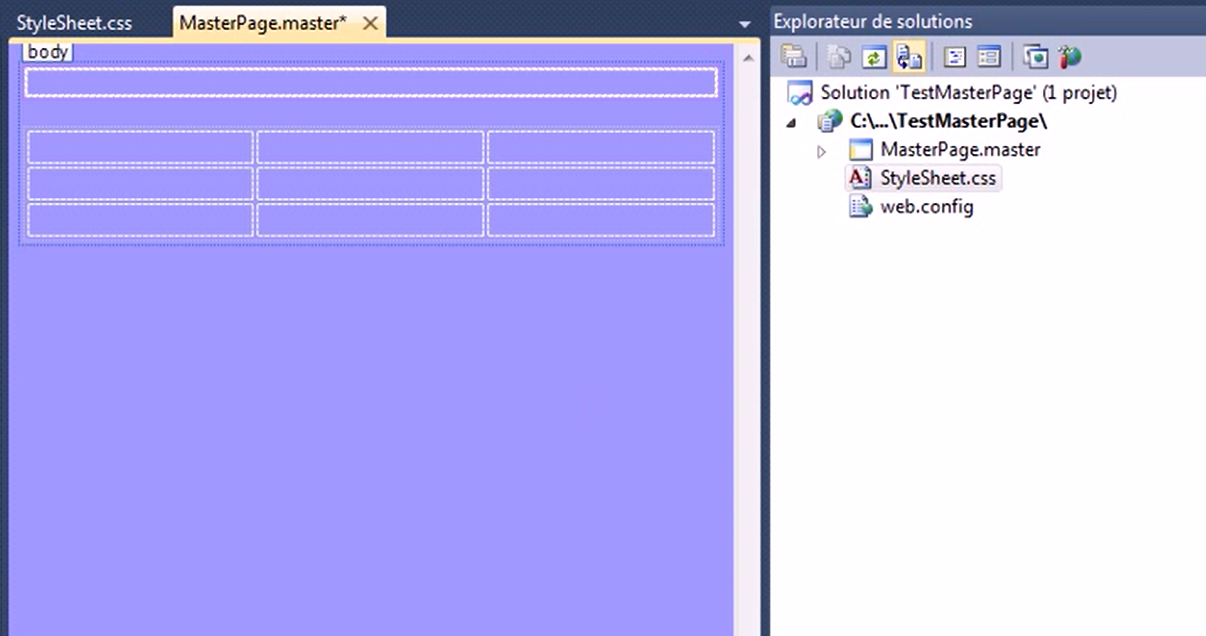 StyleSheet.css
MasterPage.master*
body
Explorateur de solutions
Solution 'TestMasterPage' (1 projet)
C:\...\TestMasterPage\
MasterPage.master
StyleSheet.css
web.config